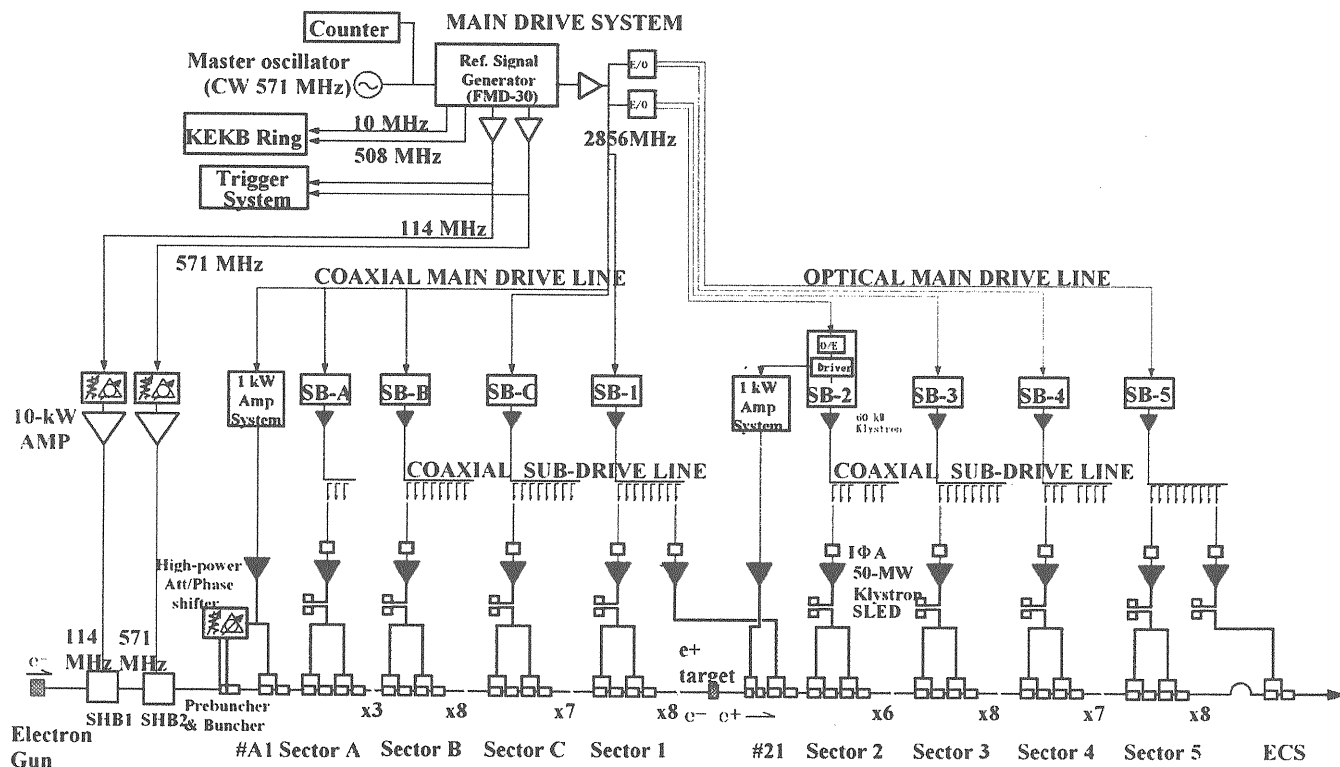 MAIN DRIVE SYSTEM
Counter
Master oscillator
(CW 571 MHz)
Ref. Signal
Generator
(FMD-30)
E/O
E/O
10 MHz
KEKB Ring
508 MHz
2856MHz
Trigger
System
114 MHz
571 MHz
COAXIAL MAIN DRIVE LINE
OPTICAL MAIN DRIVE LINE
O/E
Driver
1 kW
Amp
System
SB-A
SB-B
SB-C
SB-1
1 kW
Amp
System
SB-2
SB-3
SB-4
SB-5
10-kW
AMP
60 kW
Klystron
COAXIAL SUB-DRIVE LINE
COAXIAL SUB-DRIVE LINE
High-power
Att/Phase
shifter
IΦA
50-MW
Klystron
SLED
114
MHz
571
MHz
e-
e+
target
SHB1
SHB2
Prebuncher
& Buncher
x3
x8
x7
x8
e- e+
x6
x8
x7
x8
Electron
Gun
#A1 Sector A
Sector B
Sector C
Sector 1
#21
Sector 2
Sector 3
Sector 4
Sector 5
ECS